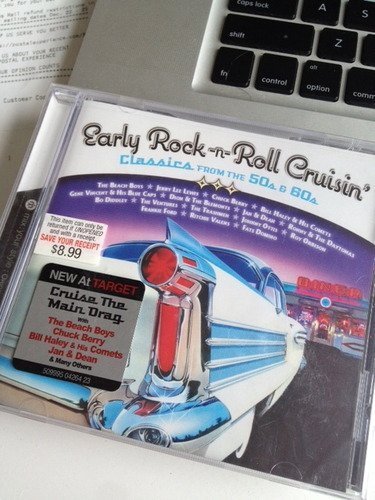 caps lock
A
Z
S
shift
fn
control
option
com
Customer Co
Early Rock-n-Roll Cruisin'
Classics FROM THE 50s & 60s
THE BEACH BOYS ★ JERRY LEE LEWIS ★ CHUCK BERRY ★ BILL HALEY & HIS COMETS
GENE VINCENT & HIS BLUE CAPS ★ DION & THE BELMONTS ★ JAN & DEAN ★ RONNY & THE DAYTONAS
BO DIDDLEY ★ THE VENTURES ★ THE TRASHMEN ★ JOHNNY OTIS ★ ROY ORBISON
FRANKIE FORD ★ RITCHIE VALENS ★ FATS DOMINO
This item can only be
returned if UNOPENED
and with a receipt.
SAVE YOUR RECEIPT
$8.99
NEW At TARGET
Cruise The
Main Drag
with
The Beach Boys
Chuck Berry
Bill Haley & His Comets
Jan & Dean
& Many Others